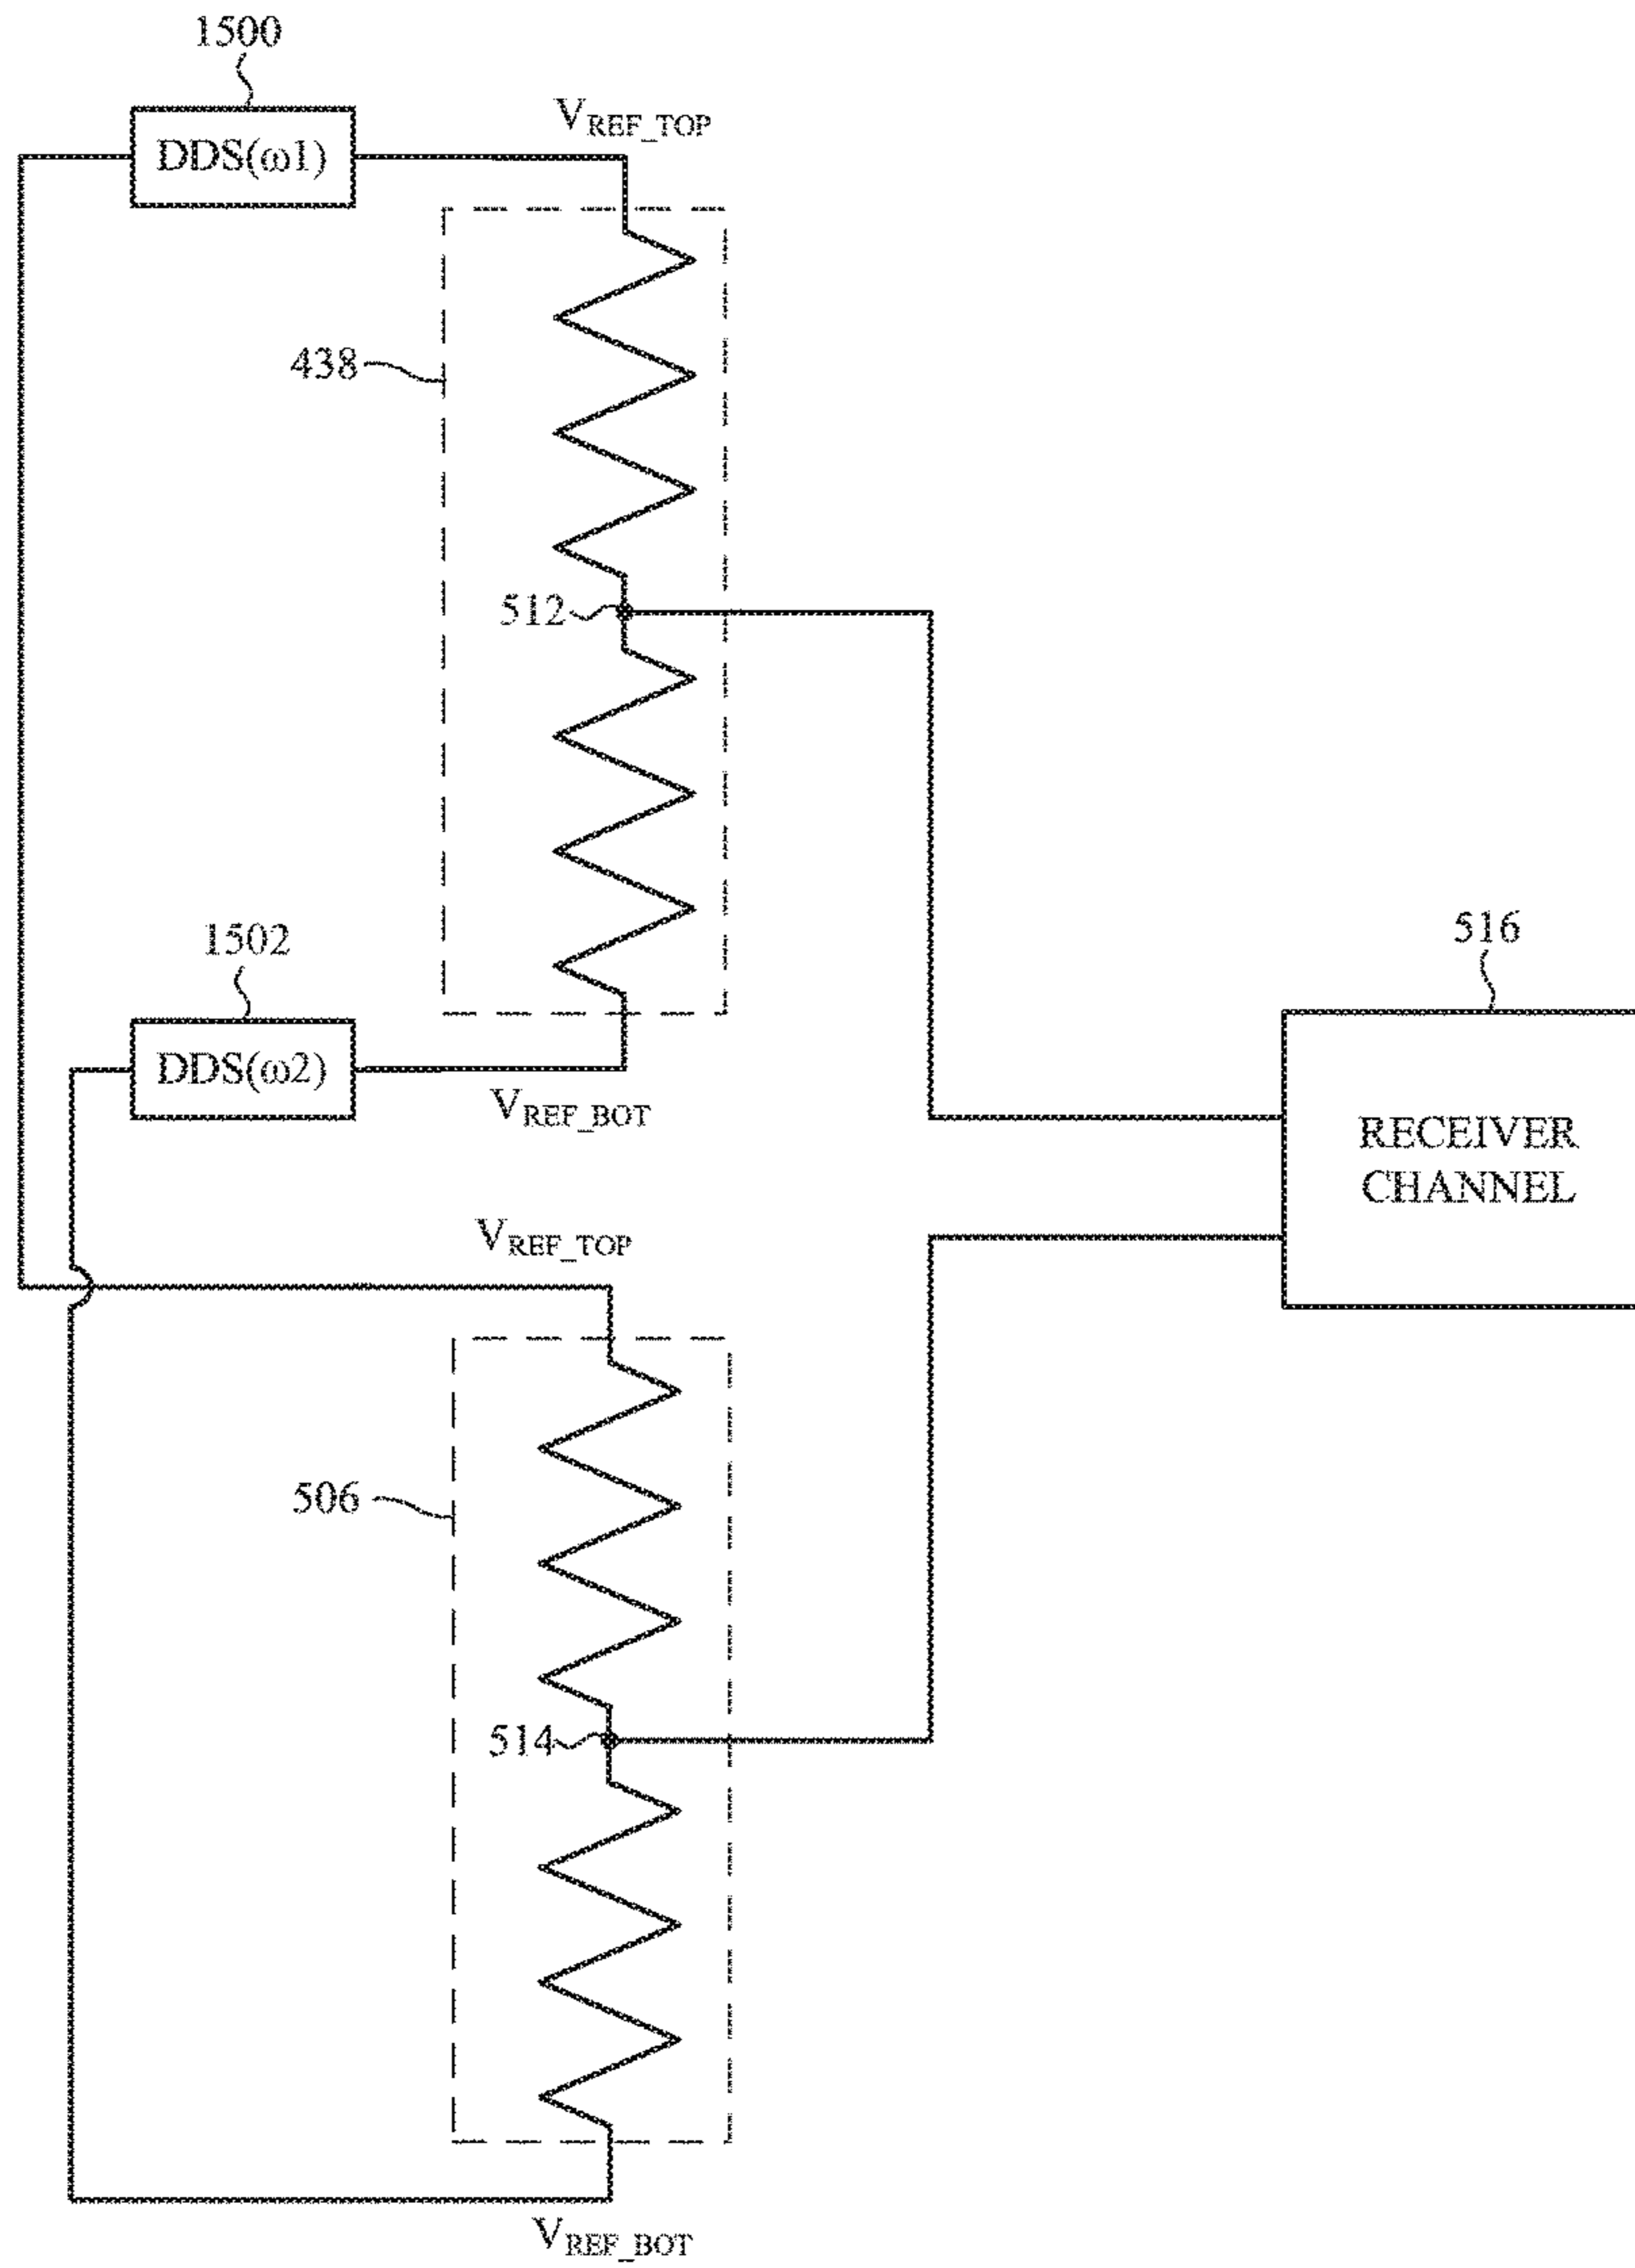 1500
DDS(ω1)
VREF_TOP
438
512
1502
DDS(ω2)
VREF_BOT
516
RECEIVER
CHANNEL
VREF_TOP
506
514
VREF_BOT